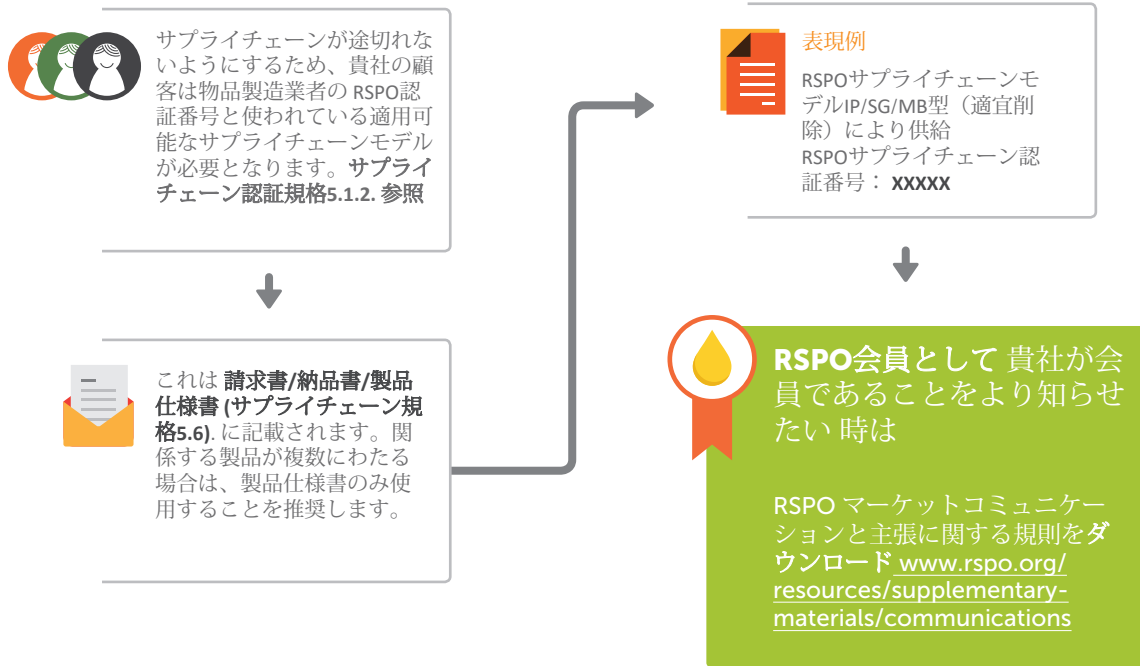 サプライチェーンが途切れな
いようにするため、貴社の顧
客は物品製造業者の RSPO認
証番号と使われている適用可
能なサプライチェーンモデル
が必要となります。サプライ
チェーン認証規格5.1.2. 参照
これは 請求書/納品書/製品
仕様書 (サプライチェーン規
格5.6). に記載されます。関
係する製品が複数にわたる
場合は、製品仕様書のみ使
用することを推奨します。
表現例
RSPOサプライチェーンモ
デルIP/SG/MB型（適宜削
除）により供給
RSPOサプライチェーン認
証番号： XXXXX
RSPO会員として 貴社が会
員であることをより知らせ
たい 時は
RSPO マーケットコミュニケー
ションと主張に関する規則をダ
ウンロード www.rspo.org/
resources/supplementary-
materials/communications